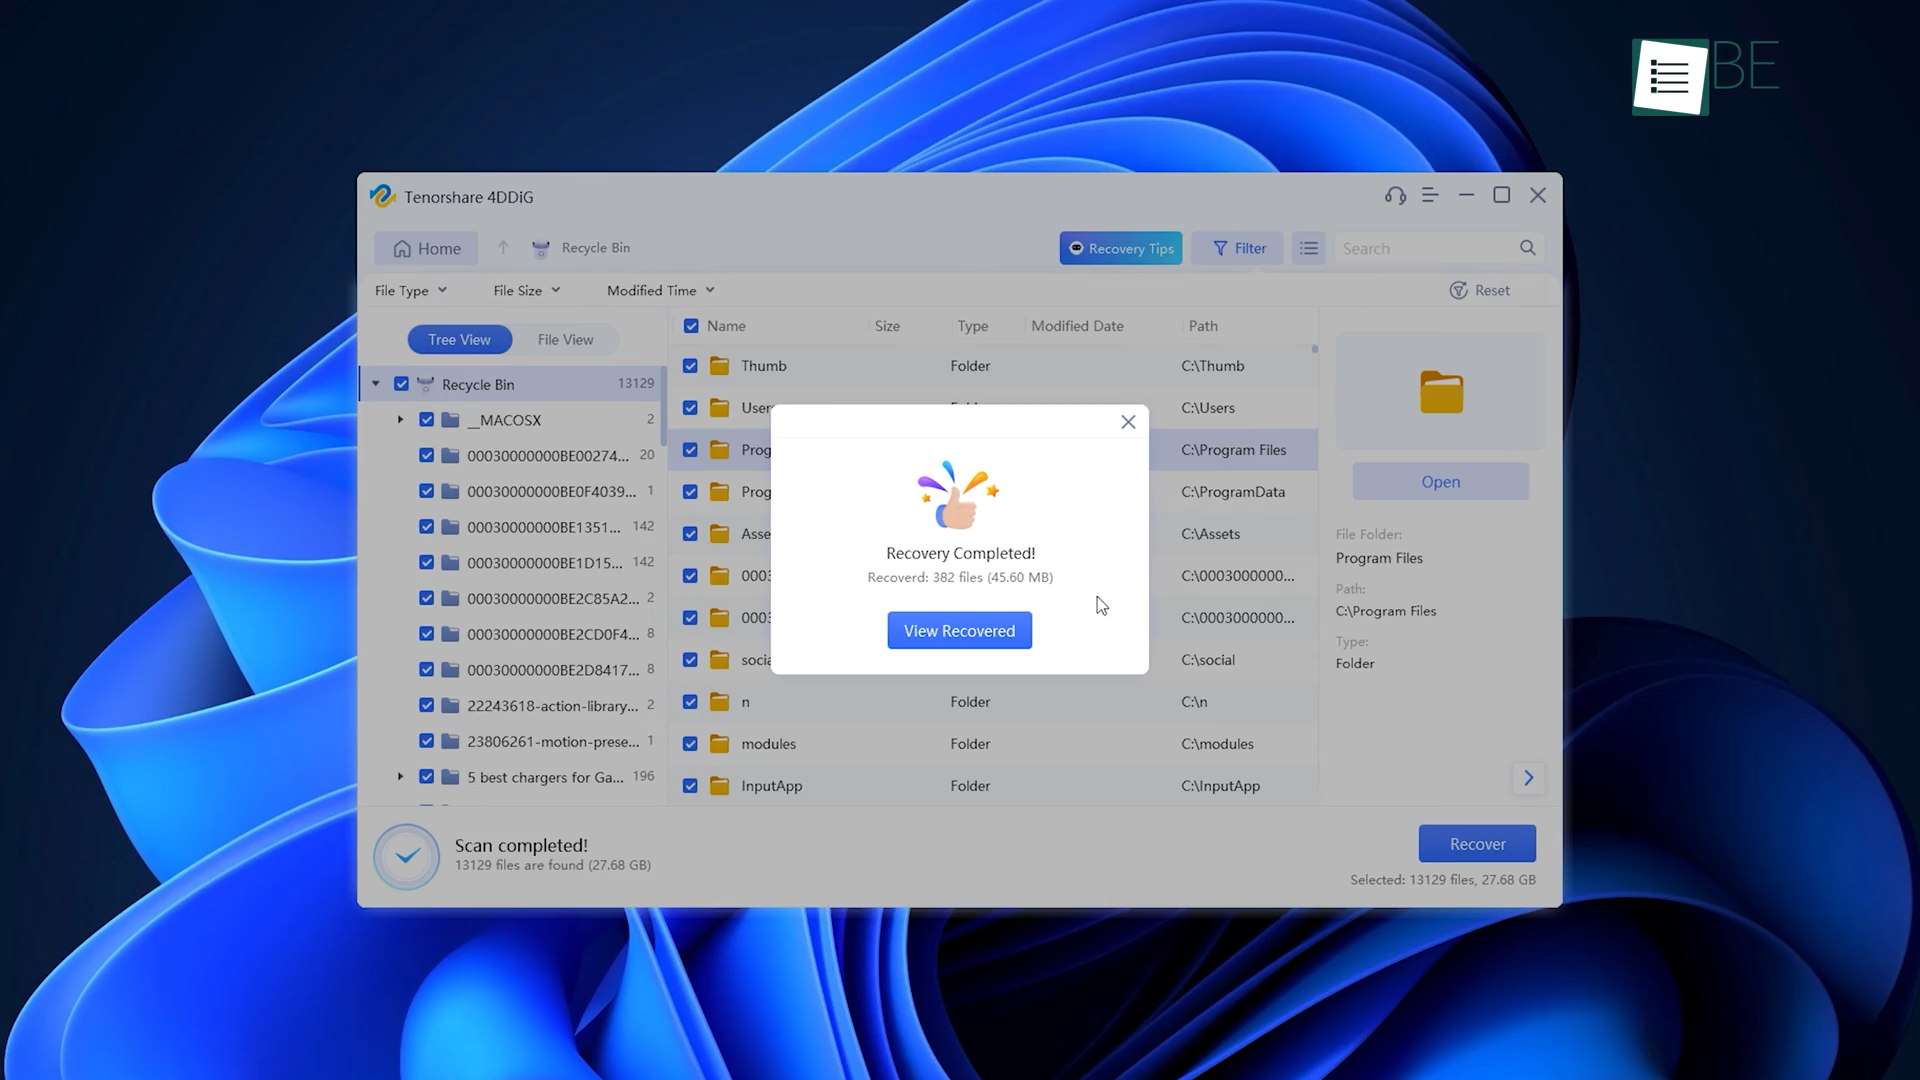 BE
Tenorshare 4DDiG
Home
Recycle Bin
Recovery Tips
Filter
Search
File Type
File Size
Modified Time
Reset
Tree View
File View
Name
Size
Type
Modified Date
Path
Recycle Bin 13129
__MACOSX 2
00030000000BE00274... 20
00030000000BE0F4039... 1
00030000000BE1351... 142
00030000000BE1D15... 142
00030000000BE2C85A2... 2
00030000000BE2CD0F4... 8
00030000000BE2D8417... 8
22243618-action-library... 2
23806261-motion-prese... 1
5 best chargers for Ga... 196
Thumb Folder C:\Thumb
Users C:\Users
Prog C:\Program Files
Prog C:\ProgramData
Asse C:\Assets
0003 C:\0003000000...
0003 C:\0003000000...
socia C:\social
n Folder C:\n
modules Folder C:\modules
InputApp Folder C:\InputApp
Recovery Completed!
Recoverd: 382 files (45.60 MB)
View Recovered
Open
File Folder:
Program Files
Path:
C:\Program Files
Type:
Folder
Scan completed!
13129 files are found (27.68 GB)
Recover
Selected: 13129 files, 27.68 GB